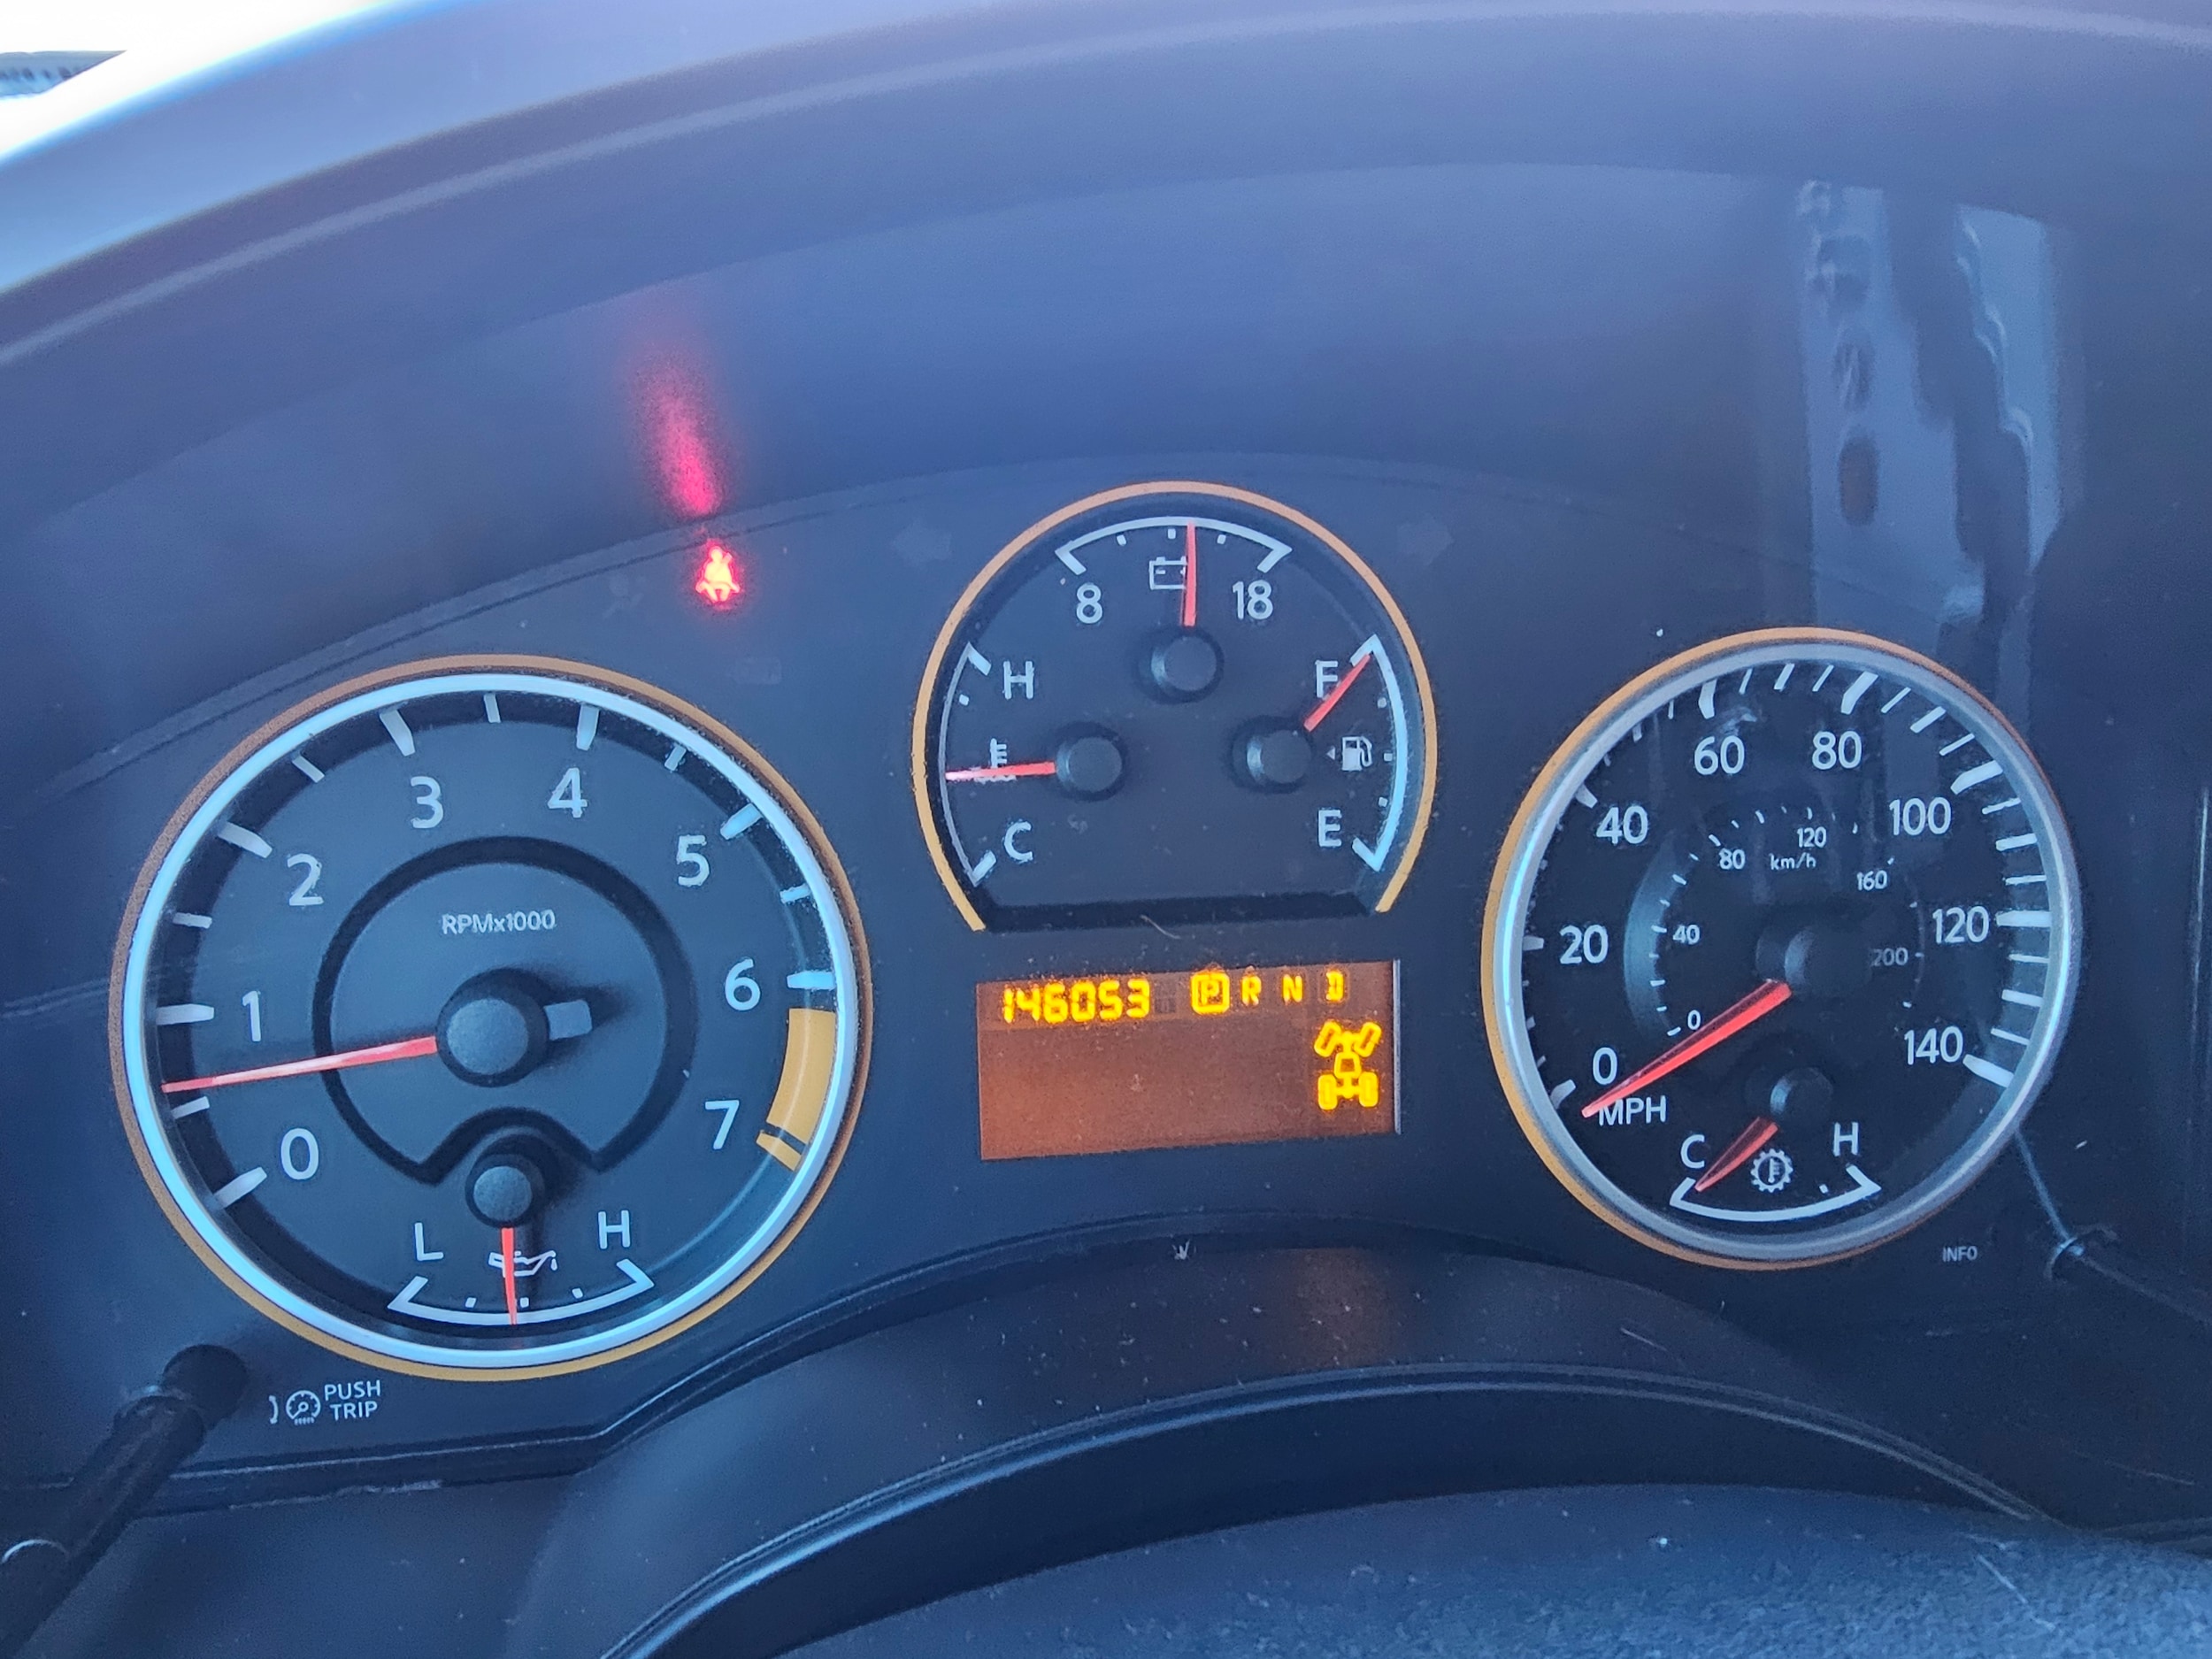 8 18
H
F
C
E
0 1 2 3 4 5 6 7
RPMx1000
L H
146053 P R N D
0 20 40 60 80 100 120 140
MPH
0 40 80 120 160 200
km/h
C H
PUSH
TRIP
INFO